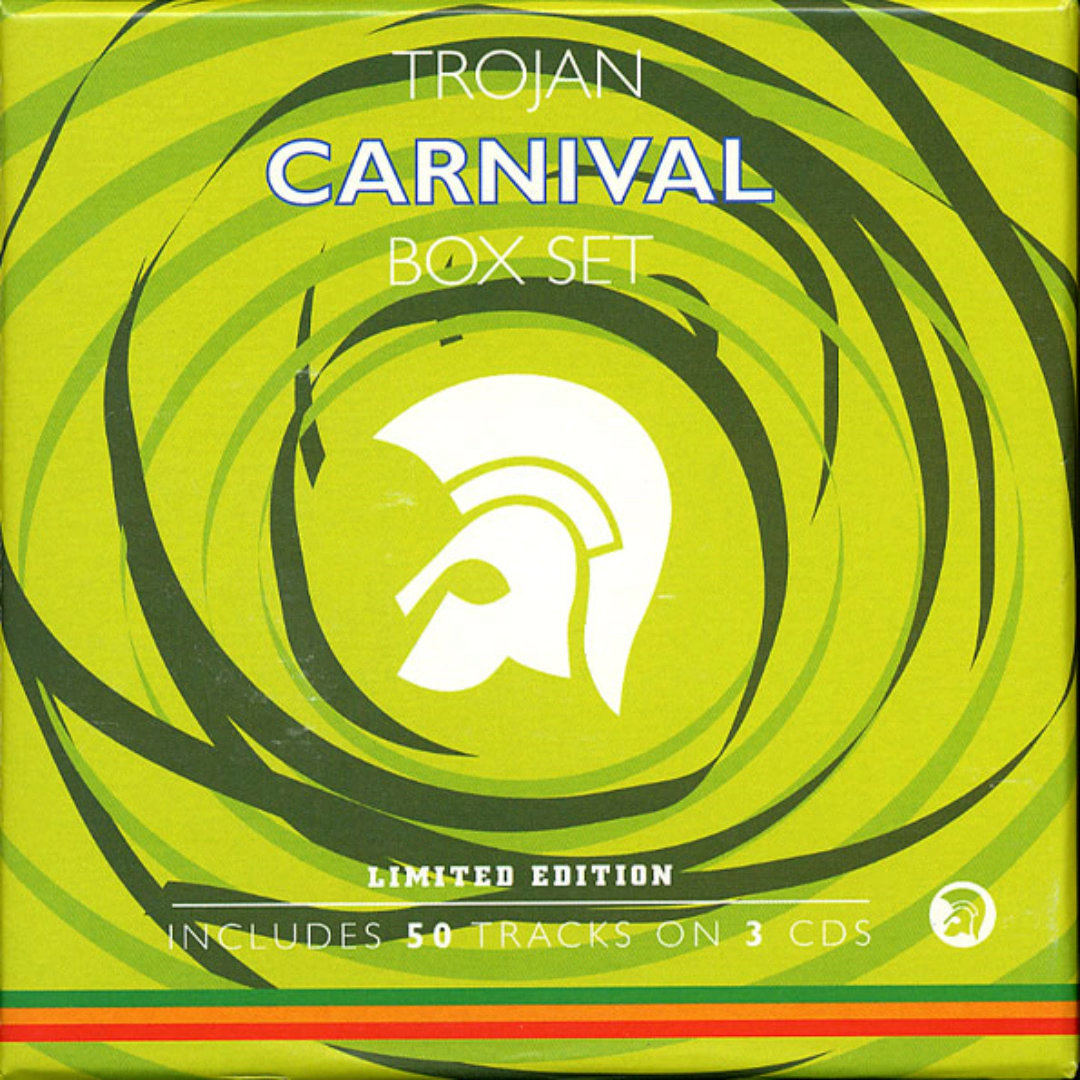 TROJAN
CARNIVAL
BOX SET
LIMITED EDITION
INCLUDES 50 TRACKS ON 3 CDS